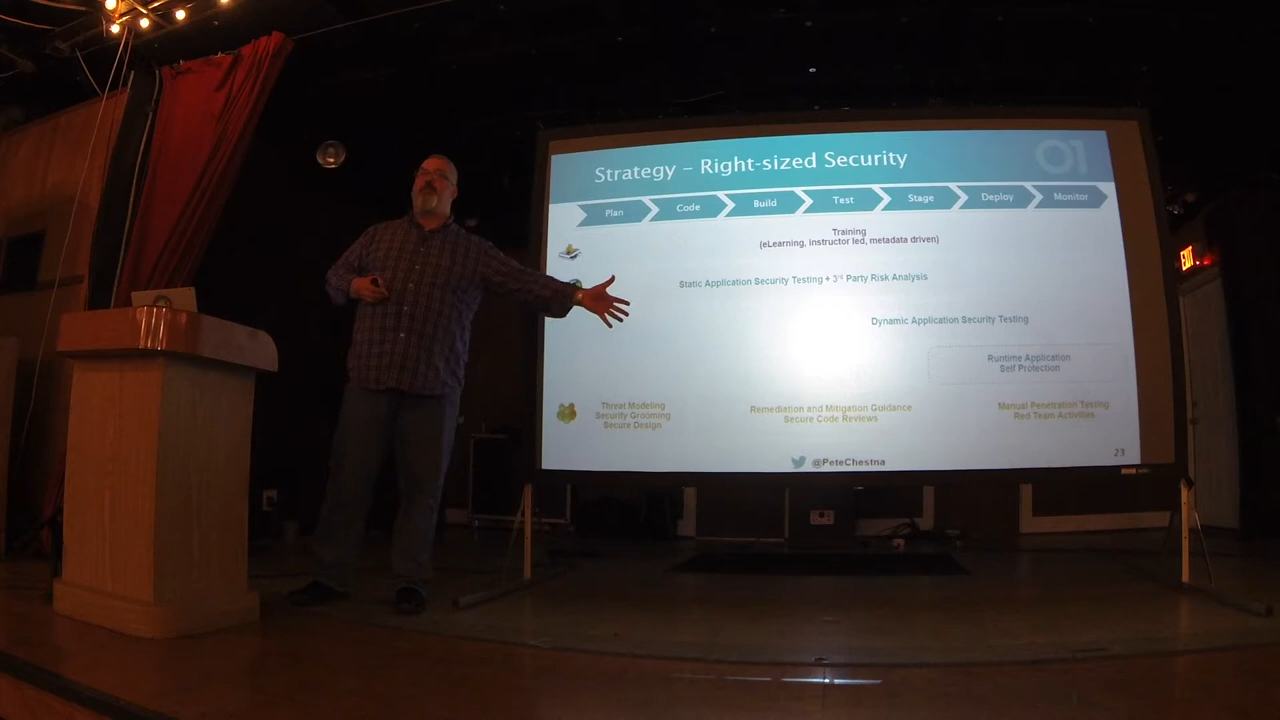 Strategy – Right-sized Security
01
Plan
Code
Build
Test
Stage
Deploy
Monitor
Training
(eLearning, instructor led, metadata driven)
Static Application Security Testing + 3rd Party Risk Analysis
Dynamic Application Security Testing
Runtime Application
Self Protection
Threat Modeling
Security Grooming
Secure Design
Remediation and Mitigation Guidance
Secure Code Reviews
Manual Penetration Testing
Red Team Activities
23
@PeteChestna
EXIT